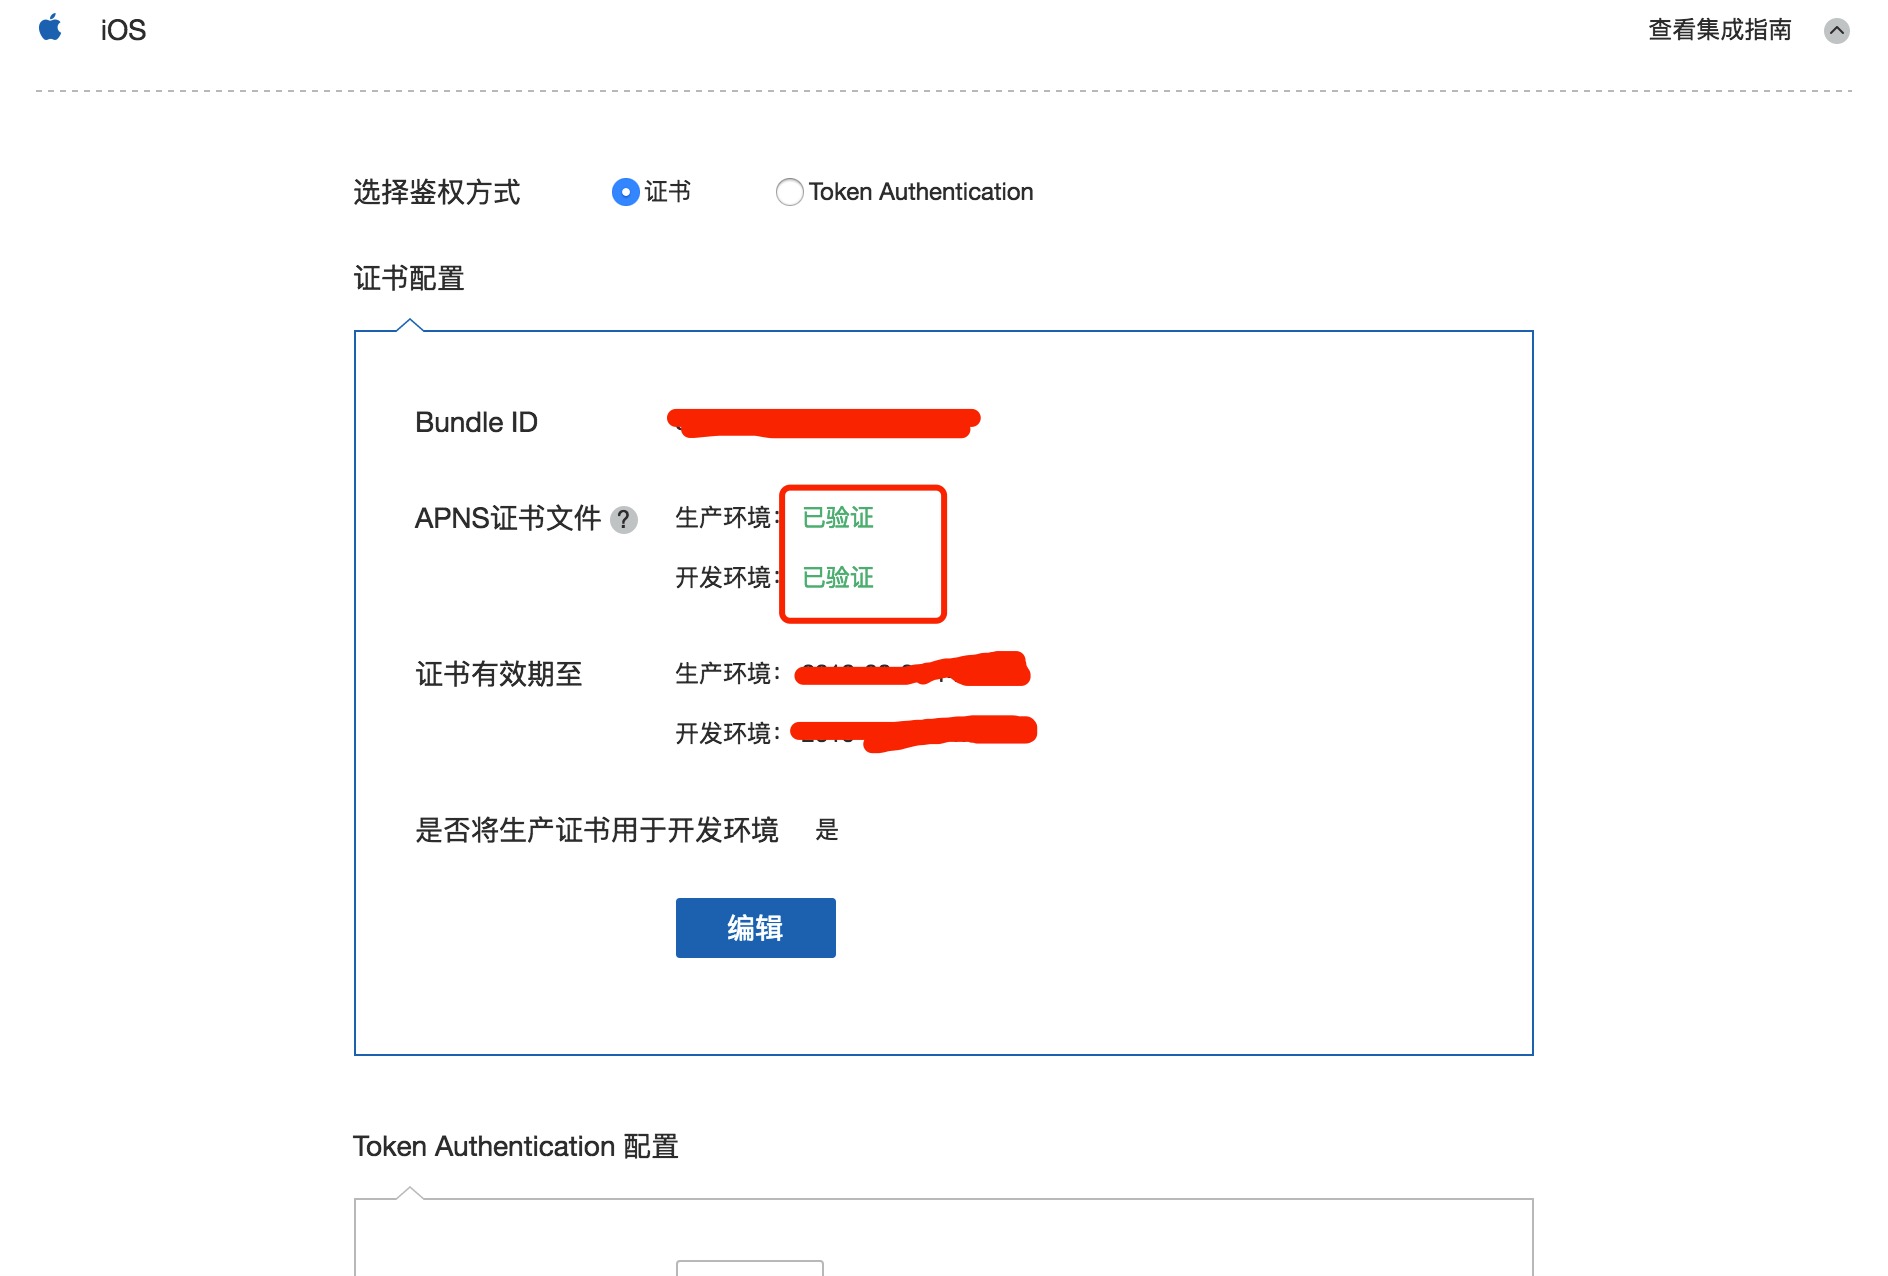 iOS
查看集成指南
选择鉴权方式 证书 Token Authentication
证书配置
Bundle ID
APNS证书文件 ? 生产环境: 已验证
开发环境: 已验证
证书有效期至 生产环境:
开发环境:
是否将生产证书用于开发环境 是
编辑
Token Authentication 配置